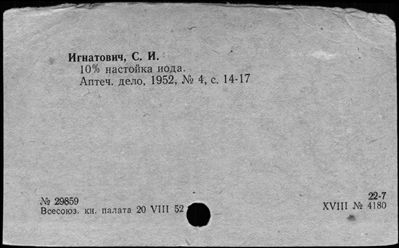 Игнатович, С. И.
10% настойка иода.
Аптеч. дело, 1952, № 4, с. 14-17
№ 29859
Всесоюз. кн. палата 20 VIII 52
22-7
XVIII № 4180